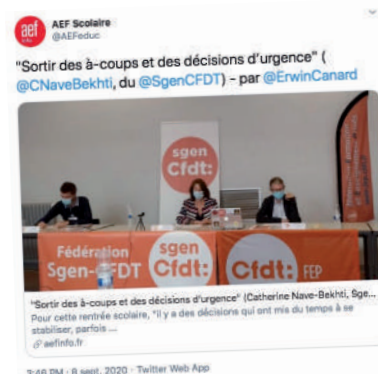 aef
AEF Scolaire
@AEFeduc
"Sortir des à-coups et des décisions d'urgence" (
@CNaveBekhti, du @SgenCFDT) - par @ErwinCanard
sgen
Cfdt:
Fédération
Sgen-CFDT
sgen
Cfdt:
Cfdt: FEP
"Sortir des à-coups et des décisions d'urgence" (Catherine Nave-Bekhti, Sge...
Pour cette rentrée scolaire, "il y a des décisions qui ont mis du temps à se
stabiliser, parfois ...
aefinfo.fr
3:46 PM · 8 sept. 2020 · Twitter Web App